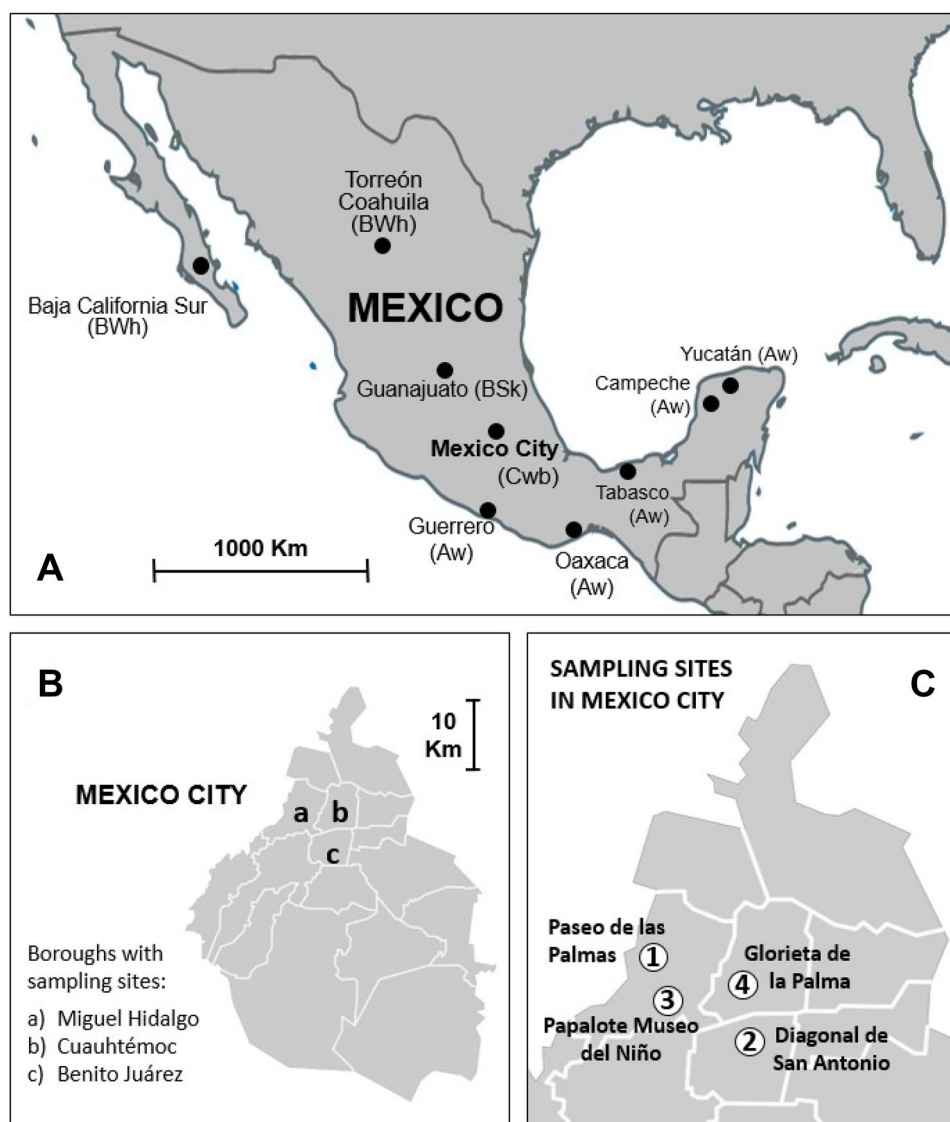 Torreón
Coahuila
(BWh)
MEXICO
Baja California Sur
(BWh)
Yucatán (Aw)
Campeche
(Aw)
Guanajuato (BSk)
Mexico City
(Cwb)
Tabasco
(Aw)
Guerrero
(Aw)
Oaxaca
(Aw)
1000 Km
A
B
10
Km
MEXICO CITY
a
b
c
Boroughs with
sampling sites:
a) Miguel Hidalgo
b) Cuauhtémoc
c) Benito Juárez
SAMPLING SITES
IN MEXICO CITY
C
Paseo de las
Palmas
1
Glorieta de
la Palma
4
3
Papalote Museo
del Niño
2
Diagonal de
San Antonio